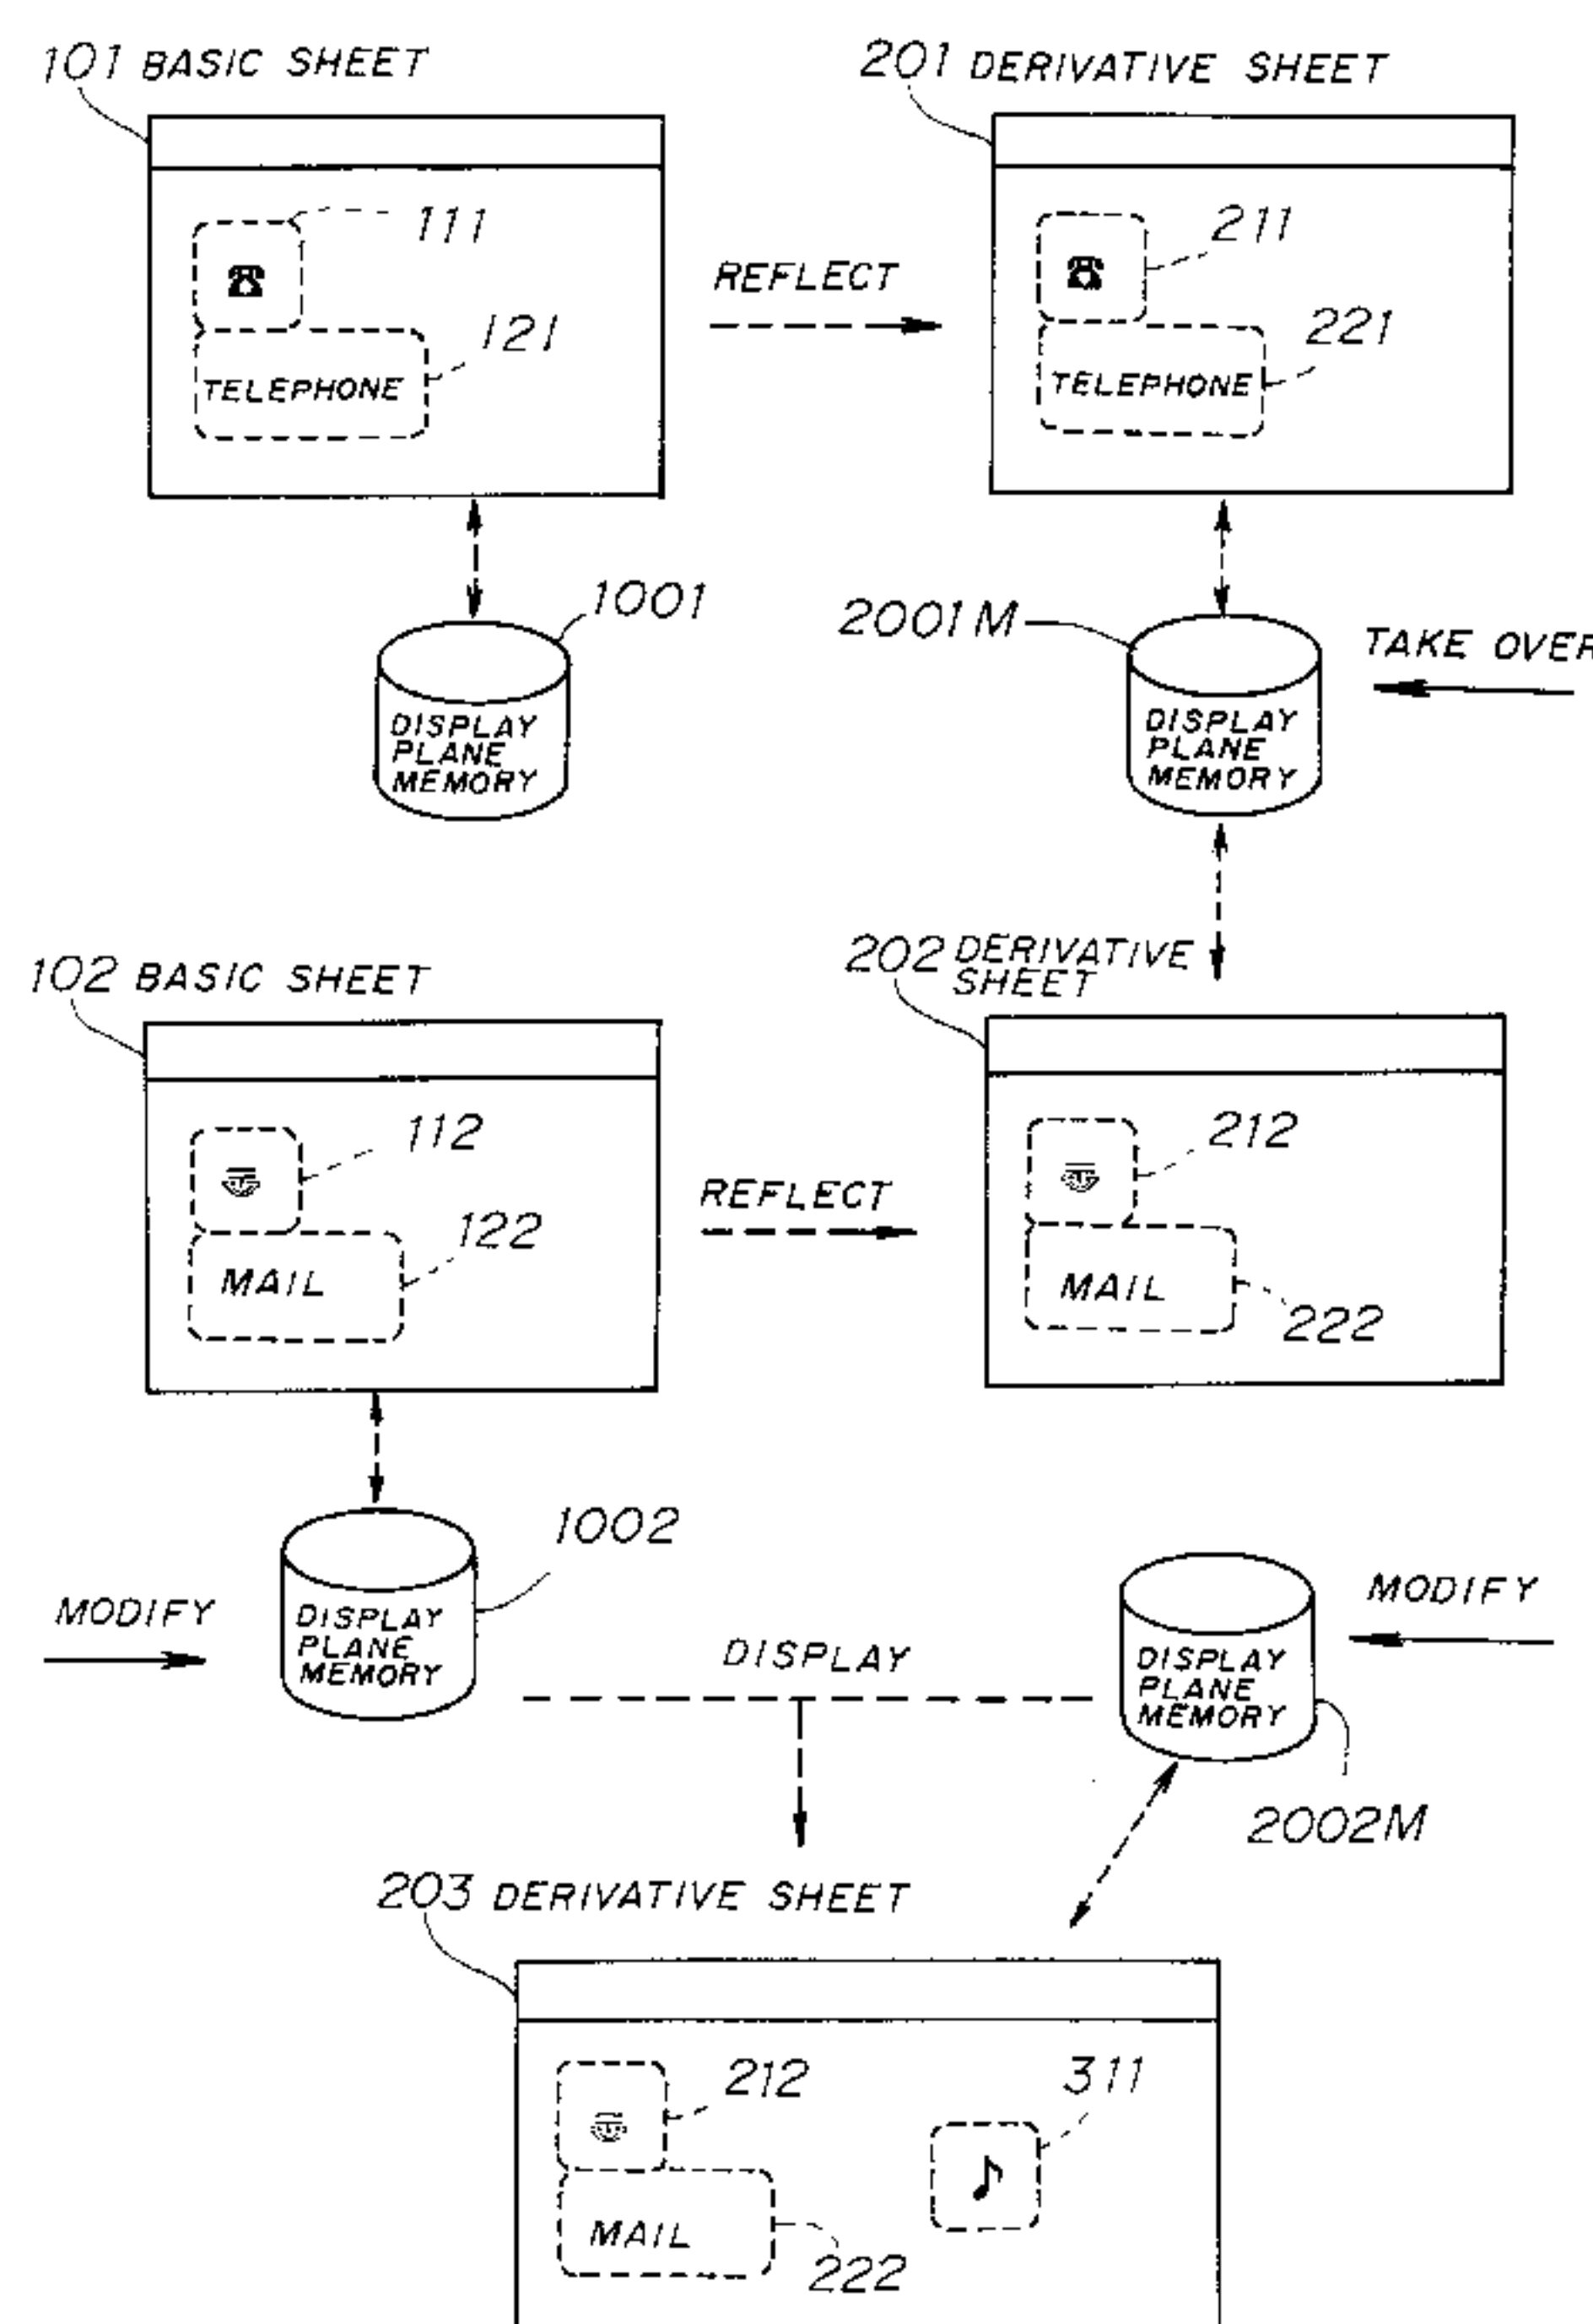 101 BASIC SHEET
201 DERIVATIVE SHEET
111
211
REFLECT
121
221
TELEPHONE
TELEPHONE
1001
2001M
TAKE OVER
DISPLAY
PLANE
MEMORY
DISPLAY
PLANE
MEMORY
102 BASIC SHEET
202 DERIVATIVE
SHEET
112
212
REFLECT
122
MAIL
MAIL
222
1002
MODIFY
DISPLAY
PLANE
MEMORY
DISPLAY
MODIFY
DISPLAY
PLANE
MEMORY
2002M
203 DERIVATIVE SHEET
212
311
MAIL
222